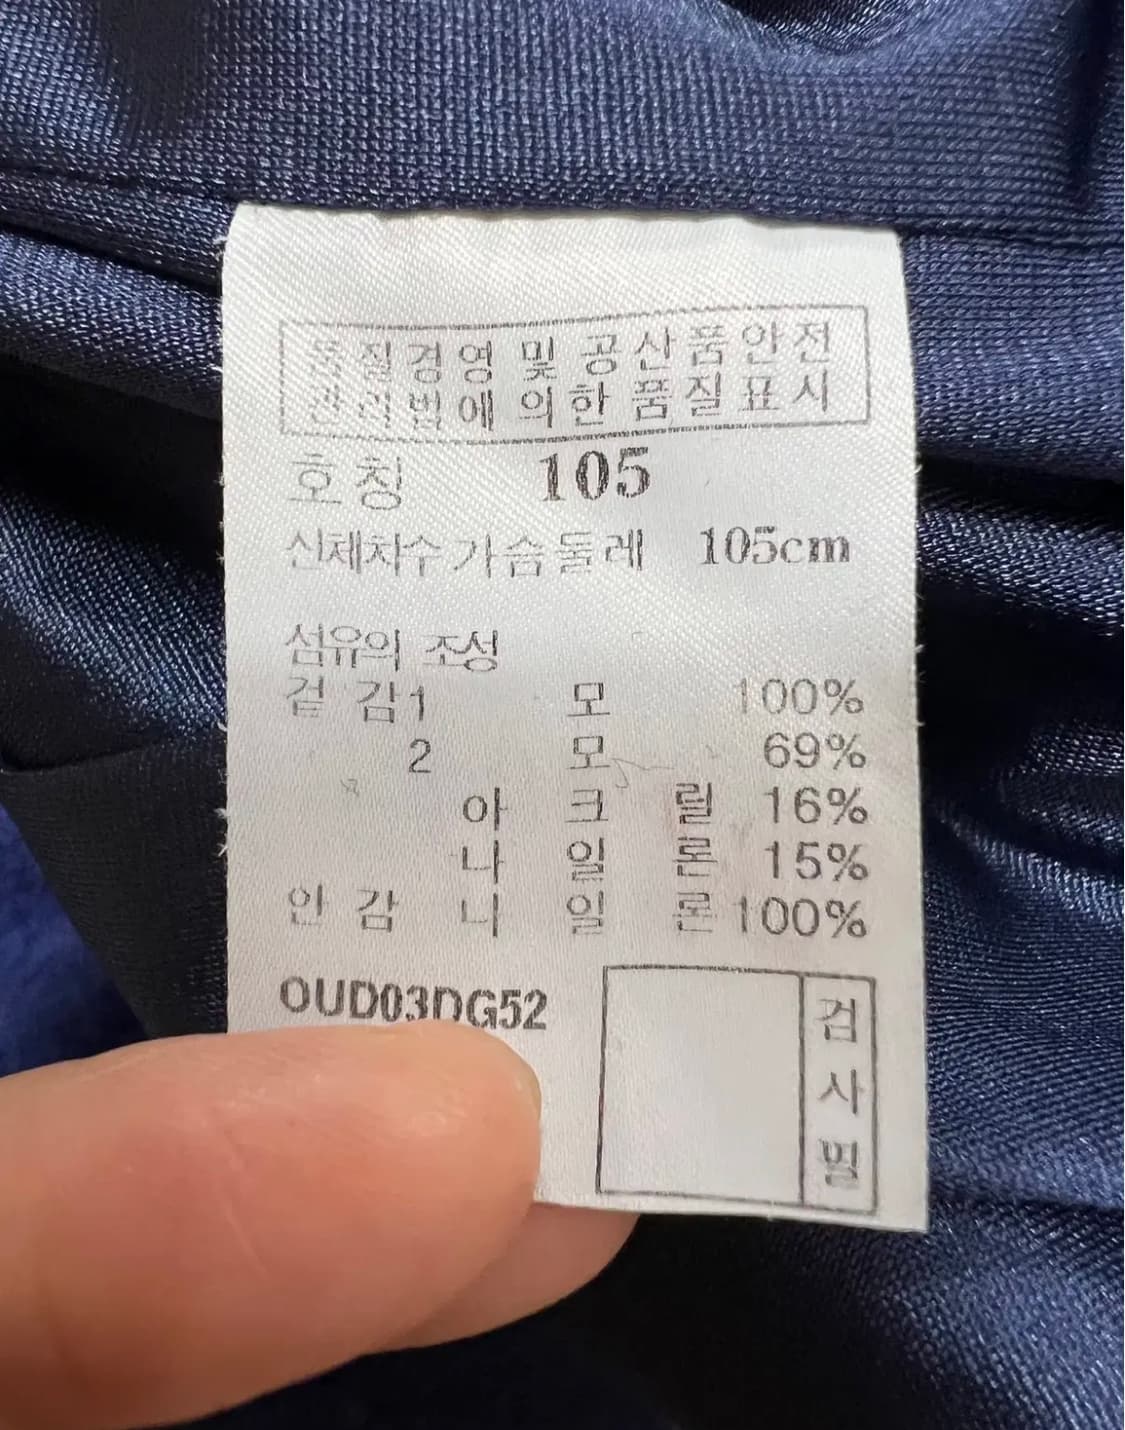 품질경영 및 공산품안전
관리법에 의한 품질표시
호칭 105
신체치수 가슴둘레 105cm
섬유의 조성
겉감1 모 100%
2 모 69%
아크릴 16%
나일론 15%
안감 나일론 100%
OUD03DG52
검사필